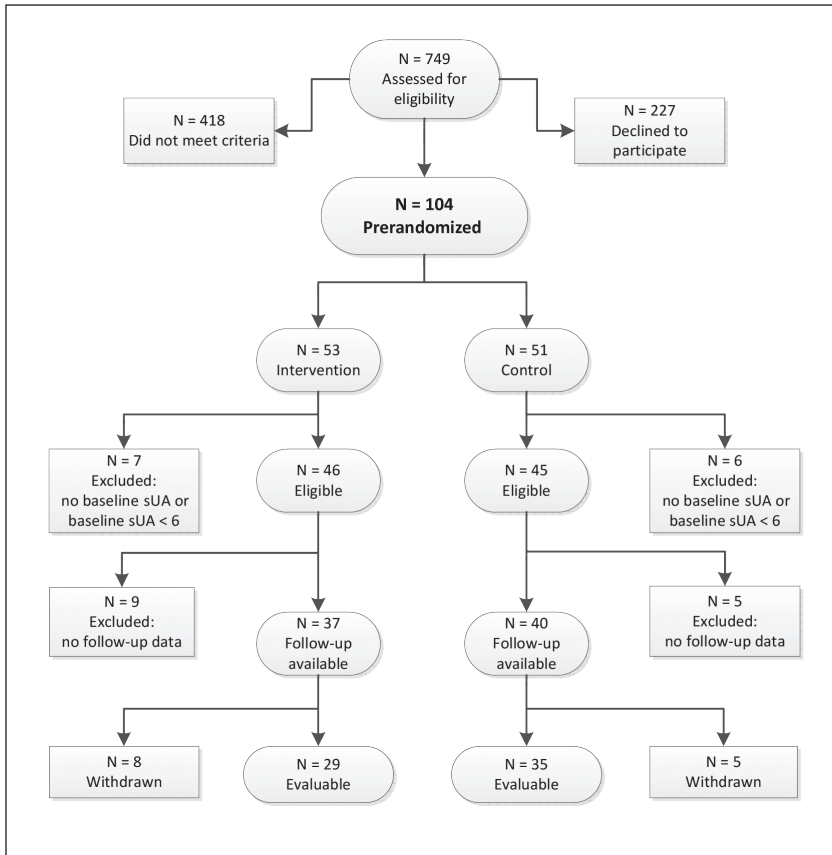 N = 749
Assessed for
eligibility
N = 418
Did not meet criteria
N = 227
Declined to
participate
N = 104
Prerandomized
N = 53
Intervention
N = 51
Control
N = 7
Excluded:
no baseline sUA or
baseline sUA < 6
N = 46
Eligible
N = 45
Eligible
N = 6
Excluded:
no baseline sUA or
baseline sUA < 6
N = 9
Excluded:
no follow-up data
N = 37
Follow-up
available
N = 40
Follow-up
available
N = 5
Excluded:
no follow-up data
N = 8
Withdrawn
N = 29
Evaluable
N = 35
Evaluable
N = 5
Withdrawn